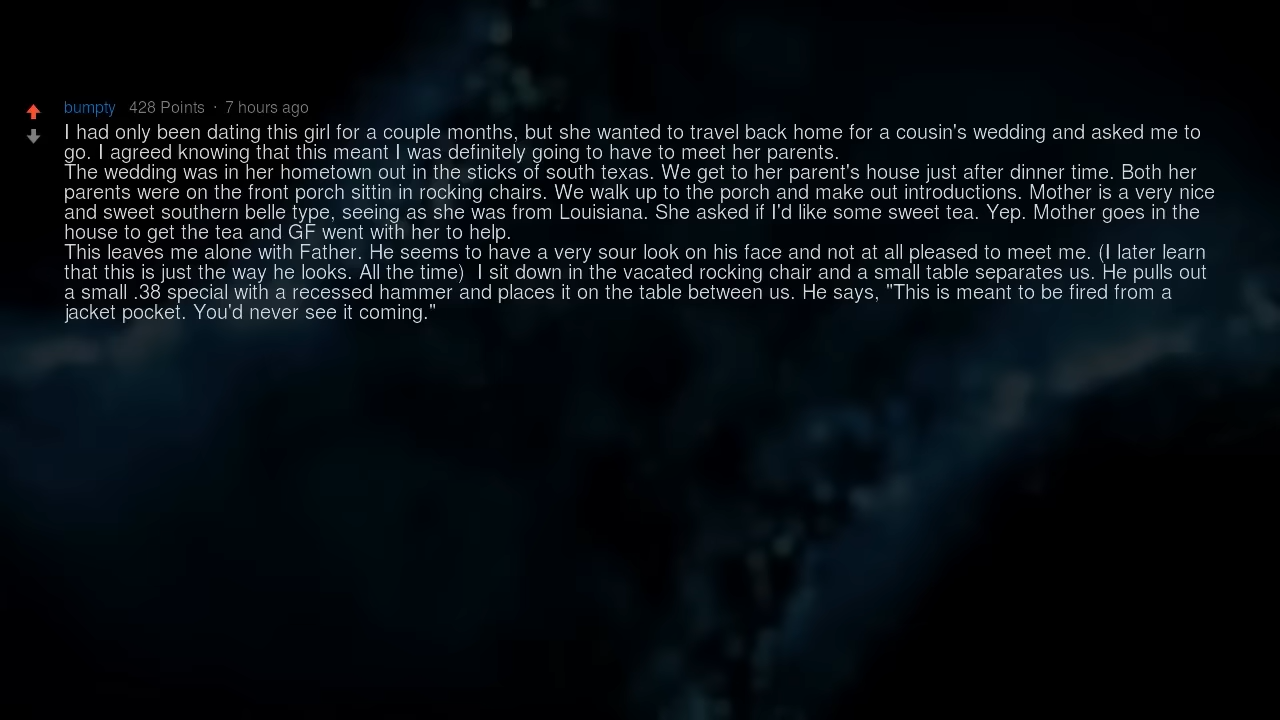 bumpty 428 Points · 7 hours ago
I had only been dating this girl for a couple months, but she wanted to travel back home for a cousin's wedding and asked me to
go. I agreed knowing that this meant I was definitely going to have to meet her parents.
The wedding was in her hometown out in the sticks of south texas. We get to her parent's house just after dinner time. Both her
parents were on the front porch sittin in rocking chairs. We walk up to the porch and make out introductions. Mother is a very nice
and sweet southern belle type, seeing as she was from Louisiana. She asked if I'd like some sweet tea. Yep. Mother goes in the
house to get the tea and GF went with her to help.
This leaves me alone with Father. He seems to have a very sour look on his face and not at all pleased to meet me. (I later learn
that this is just the way he looks. All the time)  I sit down in the vacated rocking chair and a small table separates us. He pulls out
a small .38 special with a recessed hammer and places it on the table between us. He says, "This is meant to be fired from a
jacket pocket. You'd never see it coming."